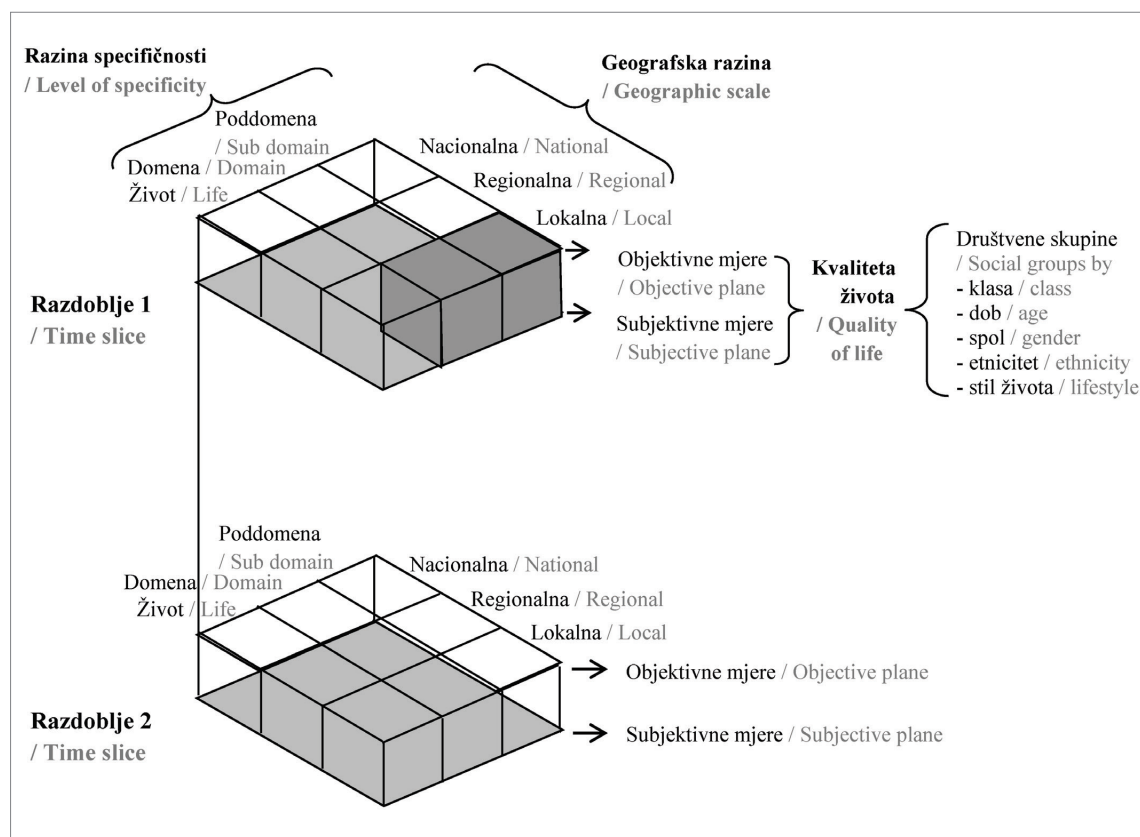 Razina specifičnosti
/ Level of specificity
Geografska razina
/ Geographic scale
Poddomena
/ Sub domain
Domena / Domain
Život / Life
Nacionalna / National
Regionalna / Regional
Lokalna / Local
Razdoblje 1
/ Time slice
Objektivne mjere
/ Objective plane
Subjektivne mjere
/ Subjective plane
Kvaliteta
života
/ Quality
of life
Društvene skupine
/ Social groups by
- klasa / class
- dob / age
- spol / gender
- etnicitet / ethnicity
- stil života / lifestyle
Poddomena
/ Sub domain
Domena / Domain
Život / Life
Nacionalna / National
Regionalna / Regional
Lokalna / Local
Razdoblje 2
/ Time slice
Objektivne mjere / Objective plane
Subjektivne mjere / Subjective plane